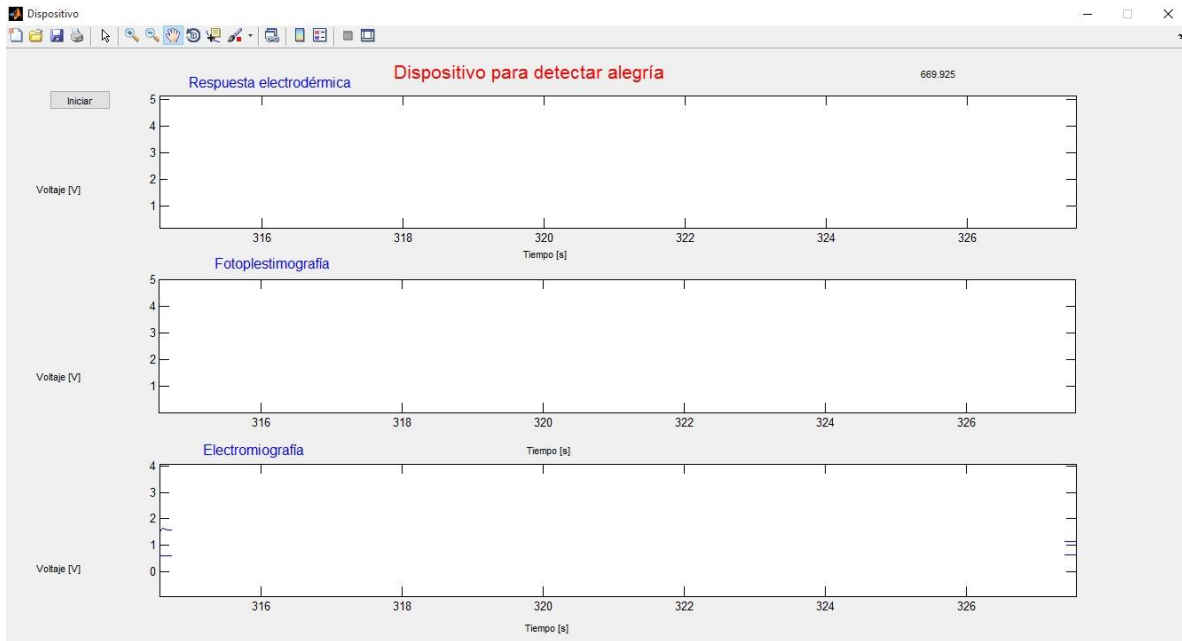 Dispositivo
Dispositivo para detectar alegría
669.925
Respuesta electrodérmica
Iniciar
5
4
3
2
1
Voltaje [V]
316 318 320 322 324 326
Tiempo [s]
Fotoplestimografía
5
4
3
2
1
Voltaje [V]
316 318 320 322 324 326
Electromiografía
Tiempo [s]
4
3
2
1
0
Voltaje [V]
316 318 320 322 324 326
Tiempo [s]